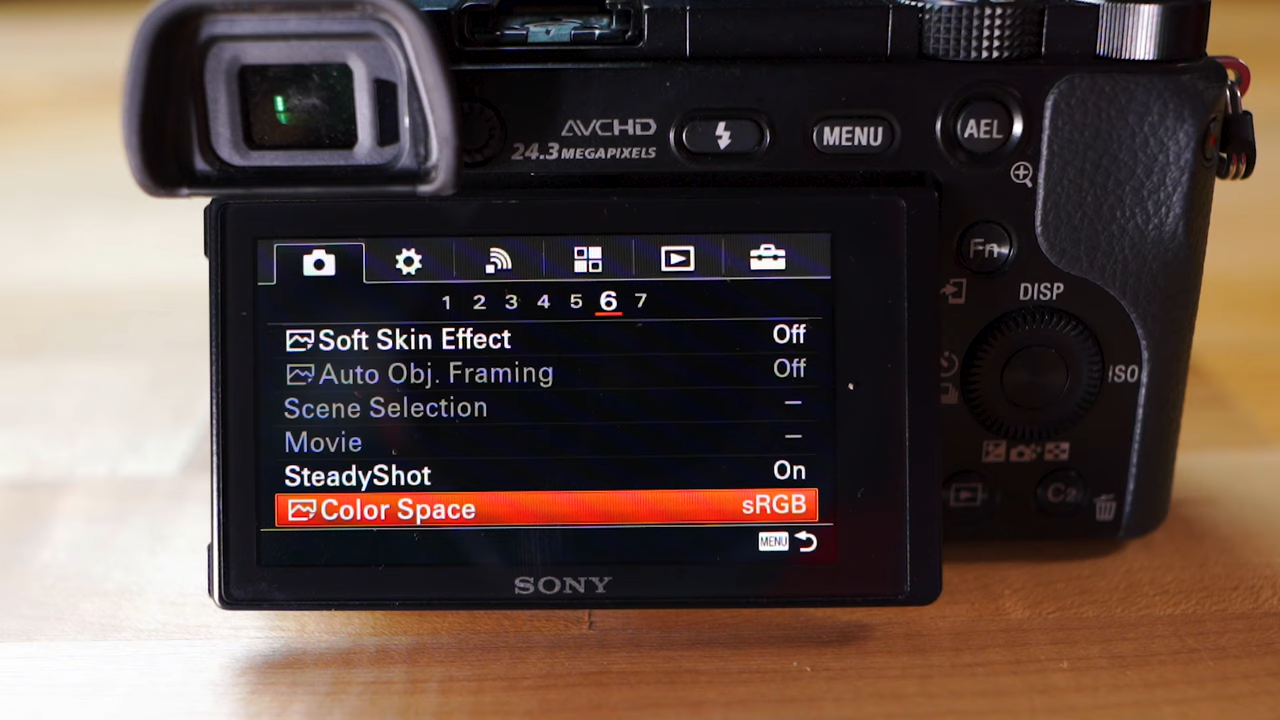 AVCHD
24.3 MEGAPIXELS
MENU
AEL
Fn
DISP
1 2 3 4 5 6 7
Soft Skin Effect Off
Auto Obj. Framing Off
Scene Selection –
Movie –
SteadyShot On
Color Space sRGB
MENU
ISO
C2
SONY